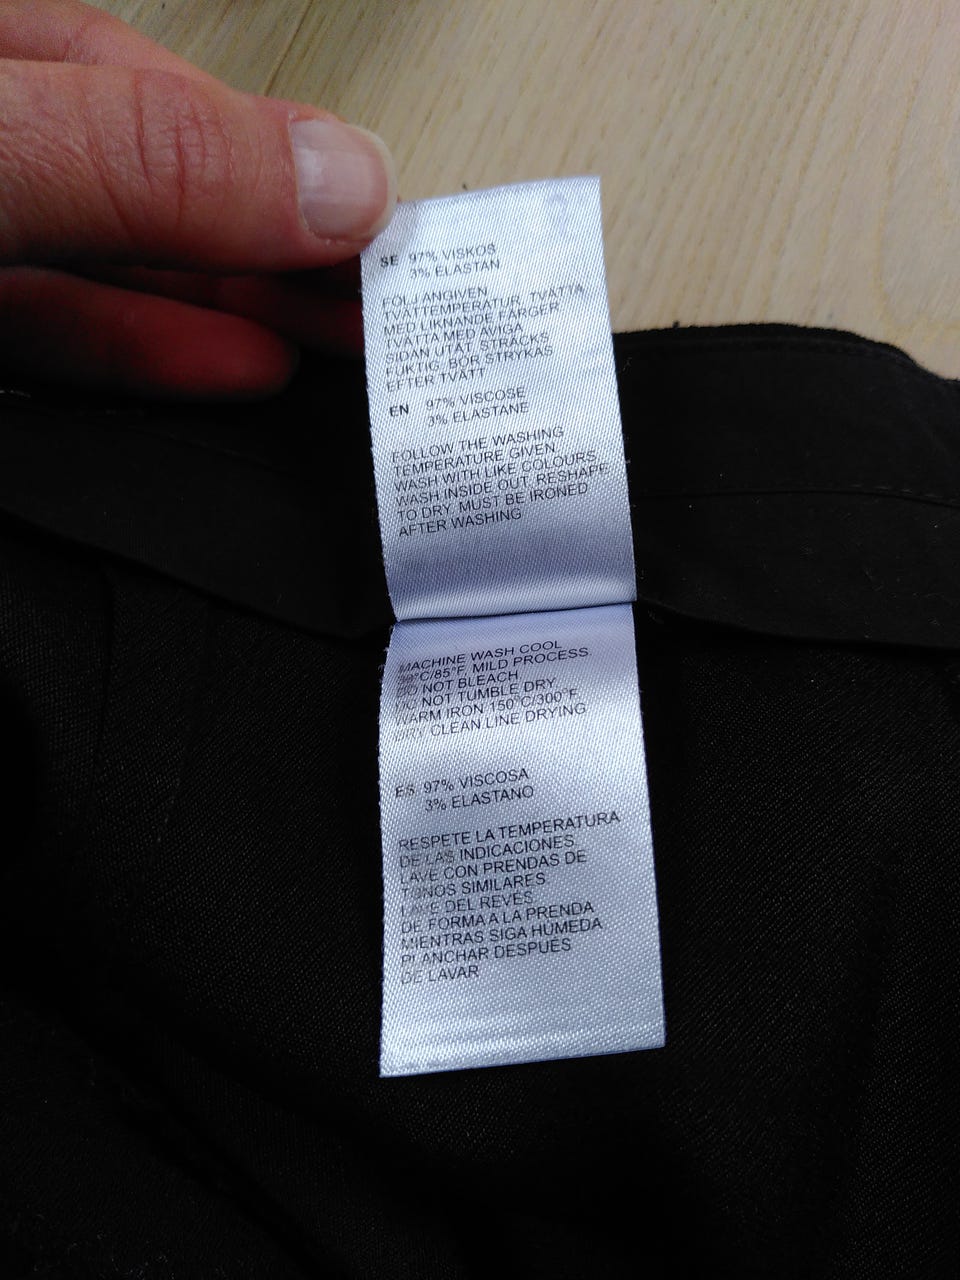 SE 97% VISKOS
3% ELASTAN
FÖLJ ANGIVEN
TVÄTTEMPERATUR, TVÄTTA
MED LIKNANDE FÄRGER
TVÄTTA MED AVIGA
SIDAN UTÅT, STRÄCKS
FUKTIG, BÖR STRYKAS
EFTER TVÄTT
EN 97% VISCOSE
3% ELASTANE
FOLLOW THE WASHING
TEMPERATURE GIVEN,
WASH WITH LIKE COLOURS
WASH INSIDE OUT, RESHAPE
TO DRY, MUST BE IRONED
AFTER WASHING
MACHINE WASH COOL
30°C/85°F, MILD PROCESS
DO NOT BLEACH
DO NOT TUMBLE DRY
WARM IRON 150°C/300°F,
DRY CLEAN LINE DRYING
ES 97% VISCOSA
3% ELASTANO
RESPETE LA TEMPERATURA
DE LAS INDICACIONES,
LAVE CON PRENDAS DE
TONOS SIMILARES,
LAVE DEL REVÉS,
DE FORMA A LA PRENDA
MIENTRAS SIGA HÚMEDA
PLANCHAR DESPUÉS
DE LAVAR